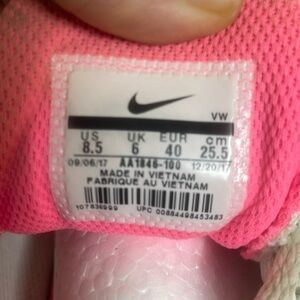 VW
US UK EUR cm
8.5 6 40 25.5
09/06/17 AA1846-100 12/20/17
MADE IN VIETNAM
FABRIQUE AU VIETNAM
107836999 UPC 00884498453483